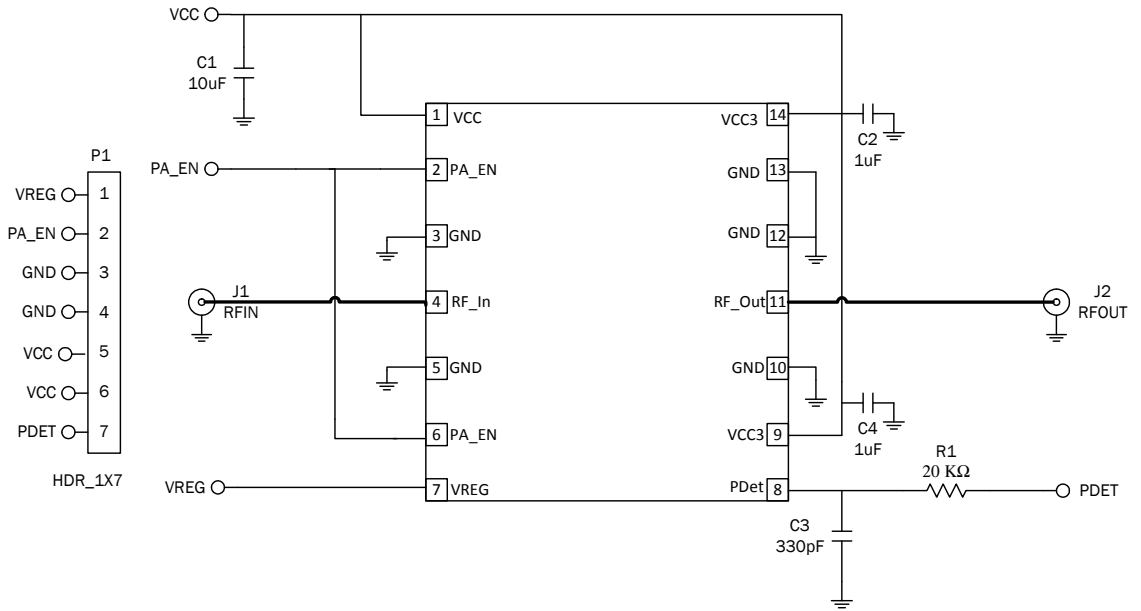 VCC
C1
10uF
1 VCC
VCC3 14
C2
1uF
P1
PA_EN
2 PA_EN
GND 13
VREG 1
PA_EN 2
3 GND
GND 12
GND 3
J1
RFIN
4 RF_In
RF_Out 11
J2
RFOUT
GND 4
VCC 5
5 GND
GND 10
VCC 6
PDET 7
6 PA_EN
VCC3 9
C4
1uF
HDR_1X7
VREG
7 VREG
PDet 8
R1
20 KΩ
PDET
C3
330pF